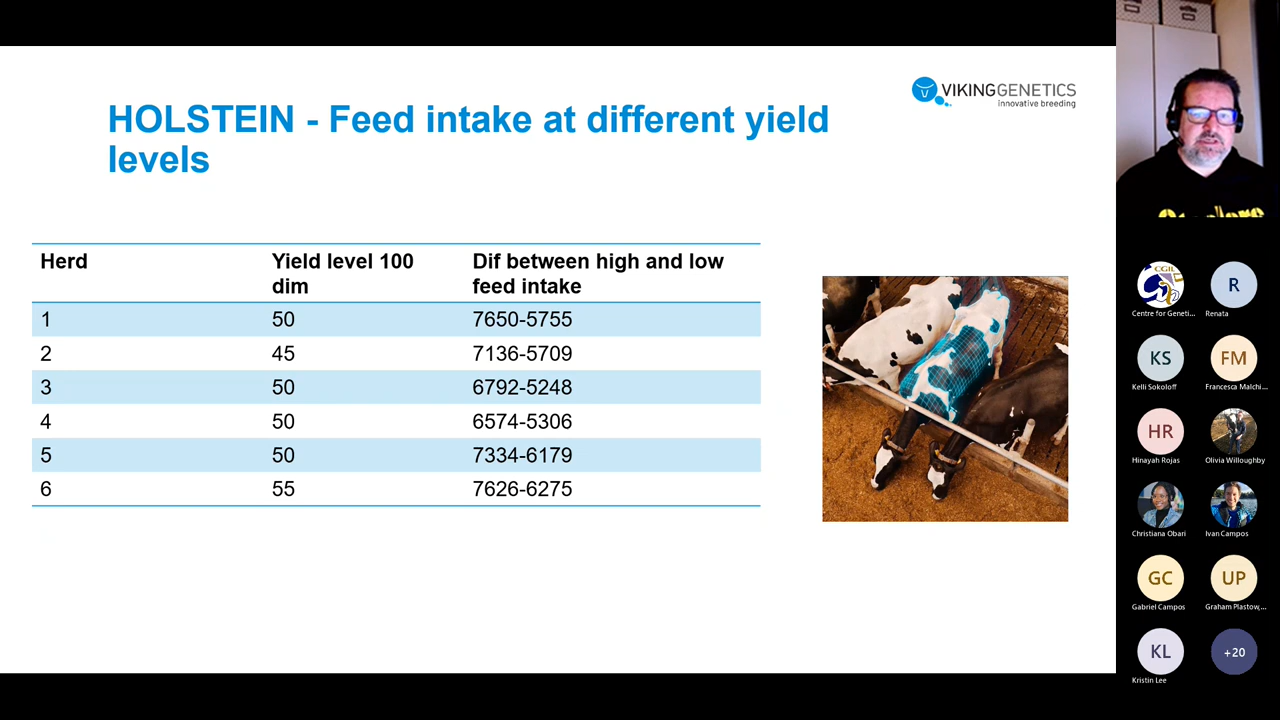 VIKINGGENETICS
innovative breeding
HOLSTEIN - Feed intake at different yield
levels
Herd Yield level 100 dim Dif between high and low feed intake
1 50 7650-5755
2 45 7136-5709
3 50 6792-5248
4 50 6574-5306
5 50 7334-6179
6 55 7626-6275
CGIL
Centre for Geneti...
R
Renata
KS
Kelli Sokoloff
FM
Francesca Malchi...
HR
Hinayah Rojas
Olivia Willoughby
Christiana Obari
Ivan Campos
GC
Gabriel Campos
UP
Graham Plastow,...
KL
Kristin Lee
+20